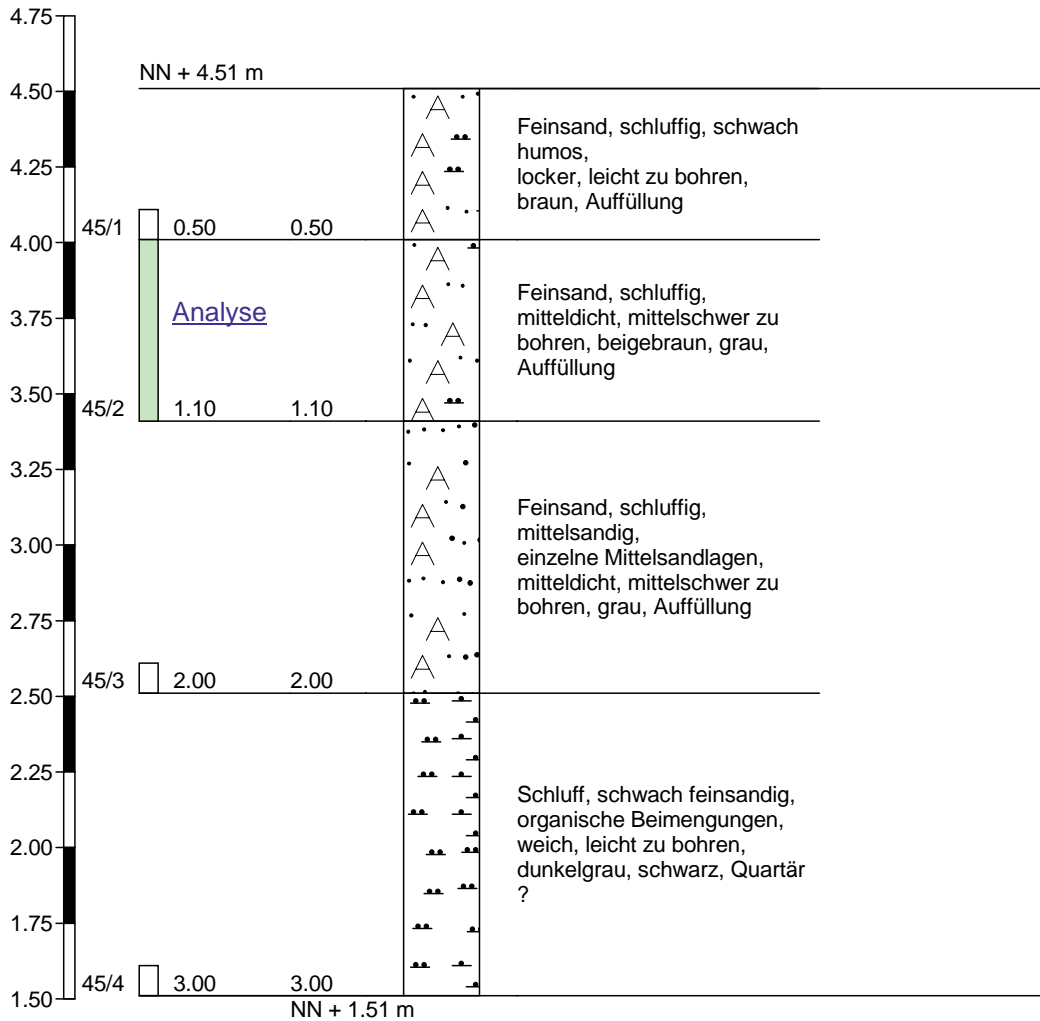 4.75
NN + 4.51 m
4.50
Feinsand, schluffig, schwach
humos,
locker, leicht zu bohren,
braun, Auffüllung
4.25
45/1 0.50 0.50
4.00
Feinsand, schluffig,
mitteldicht, mittelschwer zu
bohren, beigebraun, grau,
Auffüllung
Analyse
3.75
3.50
45/2 1.10 1.10
3.25
Feinsand, schluffig,
mittelsandig,
einzelne Mittelsandlagen,
mitteldicht, mittelschwer zu
bohren, grau, Auffüllung
3.00
2.75
45/3 2.00 2.00
2.50
2.25
Schluff, schwach feinsandig,
organische Beimengungen,
weich, leicht zu bohren,
dunkelgrau, schwarz, Quartär
?
2.00
1.75
45/4 3.00 3.00
1.50
NN + 1.51 m